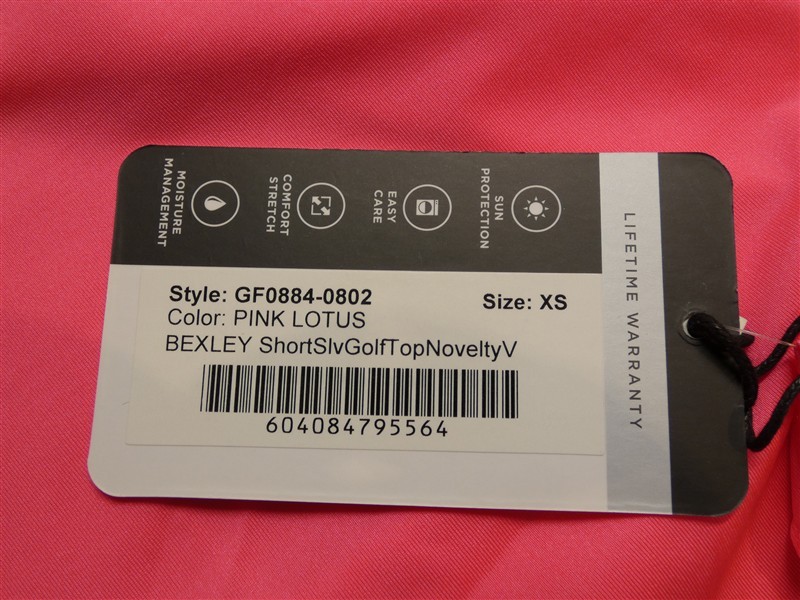 MOISTURE
MANAGEMENT
COMFORT
STRETCH
EASY
CARE
SUN
PROTECTION
LIFETIME WARRANTY
Style: GF0884-0802
Size: XS
Color: PINK LOTUS
BEXLEY ShortSlvGolfTopNoveltyV
604084795564